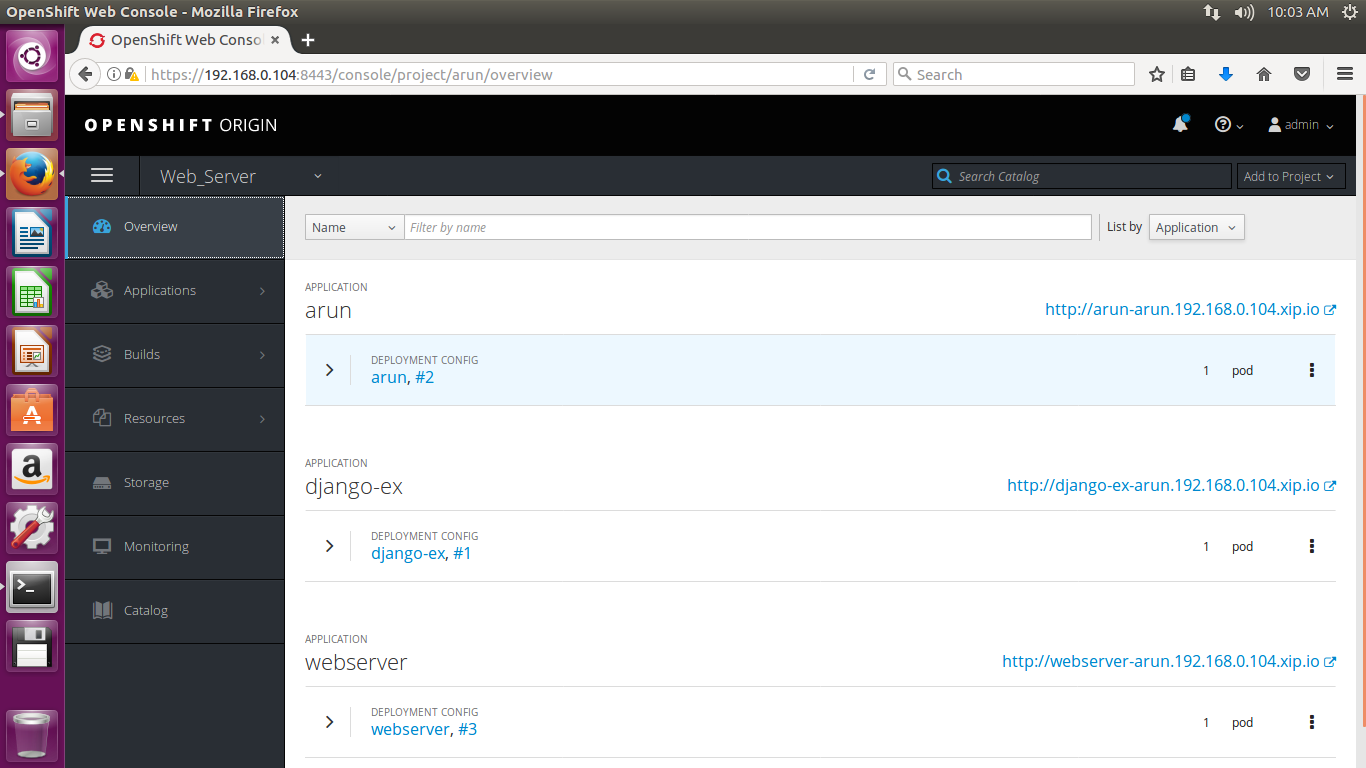 OpenShift Web Console - Mozilla Firefox
10:03 AM
OpenShift Web Conso
https://192.168.0.104:8443/console/project/arun/overview
Search
OPENSHIFT ORIGIN
admin
Web_Server
Search Catalog
Add to Project
Overview
Applications
Builds
Resources
Storage
Monitoring
Catalog
Name
Filter by name
List by
Application
APPLICATION
arun
http://arun-arun.192.168.0.104.xip.io
DEPLOYMENT CONFIG
arun, #2
1 pod
APPLICATION
django-ex
http://django-ex-arun.192.168.0.104.xip.io
DEPLOYMENT CONFIG
django-ex, #1
1 pod
APPLICATION
webserver
http://webserver-arun.192.168.0.104.xip.io
DEPLOYMENT CONFIG
webserver, #3
1 pod